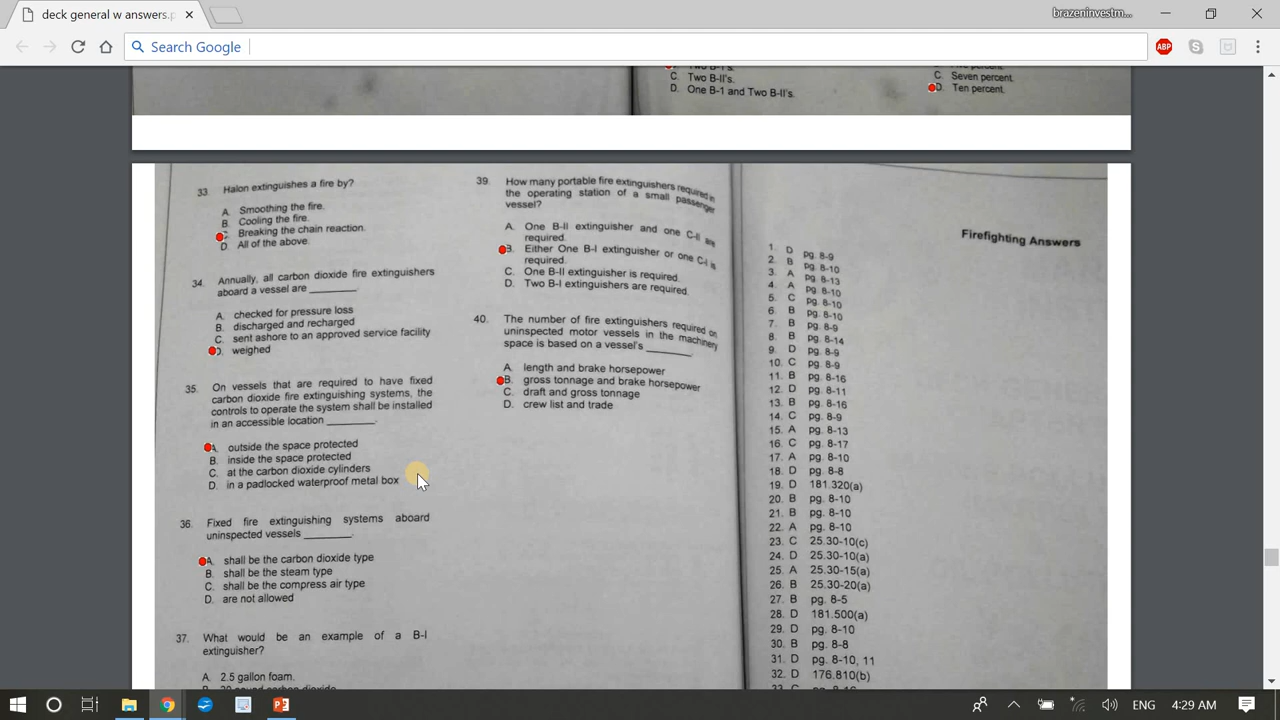 deck general w answers.p
brazeninvestm...
Search Google
ABP
C. Two B-II's.
D. One B-1 and Two B-II's.
C. Seven percent.
D. Ten percent.
33 Halon extinguishes a fire by?
A. Smoothing the fire.
B. Cooling the fire.
Breaking the chain reaction.
D. All of the above.
34. Annually, all carbon dioxide fire extinguishers
aboard a vessel are ________
A. checked for pressure loss
B. discharged and recharged
C. sent ashore to an approved service facility
D. weighed
35. On vessels that are required to have fixed
carbon dioxide fire extinguishing systems, the
controls to operate the system shall be installed
in an accessible location ________.
A. outside the space protected
B. inside the space protected
C. at the carbon dioxide cylinders
D. in a padlocked waterproof metal box
36. Fixed fire extinguishing systems aboard
uninspected vessels ________.
A. shall be the carbon dioxide type
B. shall be the steam type
C. shall be the compress air type
D. are not allowed
37. What would be an example of a B-I
extinguisher?
A. 2.5 gallon foam.
39. How many portable fire extinguishers required in
the operating station of a small passenger
vessel?
A. One B-II extinguisher and one C-II are
required.
B. Either One B-I extinguisher or one C-I is
required.
C. One B-II extinguisher is required.
D. Two B-I extinguishers are required.
40. The number of fire extinguishers required on
uninspected motor vessels in the machinery
space is based on a vessel's ________
A. length and brake horsepower
B. gross tonnage and brake horsepower
C. draft and gross tonnage
D. crew list and trade
Firefighting Answers
1. D pg. 8-9
2. B pg. 8-10
3. A pg. 8-13
4. A pg. 8-10
5. C pg. 8-10
6. B pg. 8-10
7. B pg. 8-9
8. B pg. 8-14
9. D pg. 8-9
10. C pg. 8-9
11. B pg. 8-16
12. D pg. 8-11
13. B pg. 8-16
14. C pg. 8-9
15. A pg. 8-13
16. C pg. 8-17
17. A pg. 8-10
18. D pg. 8-8
19. D 181.320(a)
20. B pg. 8-10
21. B pg. 8-10
22. A pg. 8-10
23. C 25.30-10(c)
24. D 25.30-10(a)
25. A 25.30-15(a)
26. B 25.30-20(a)
27. B pg. 8-5
28. D 181.500(a)
29. D pg. 8-10
30. B pg. 8-8
31. D pg. 8-10, 11
32. D 176.810(b)
ENG
4:29 AM